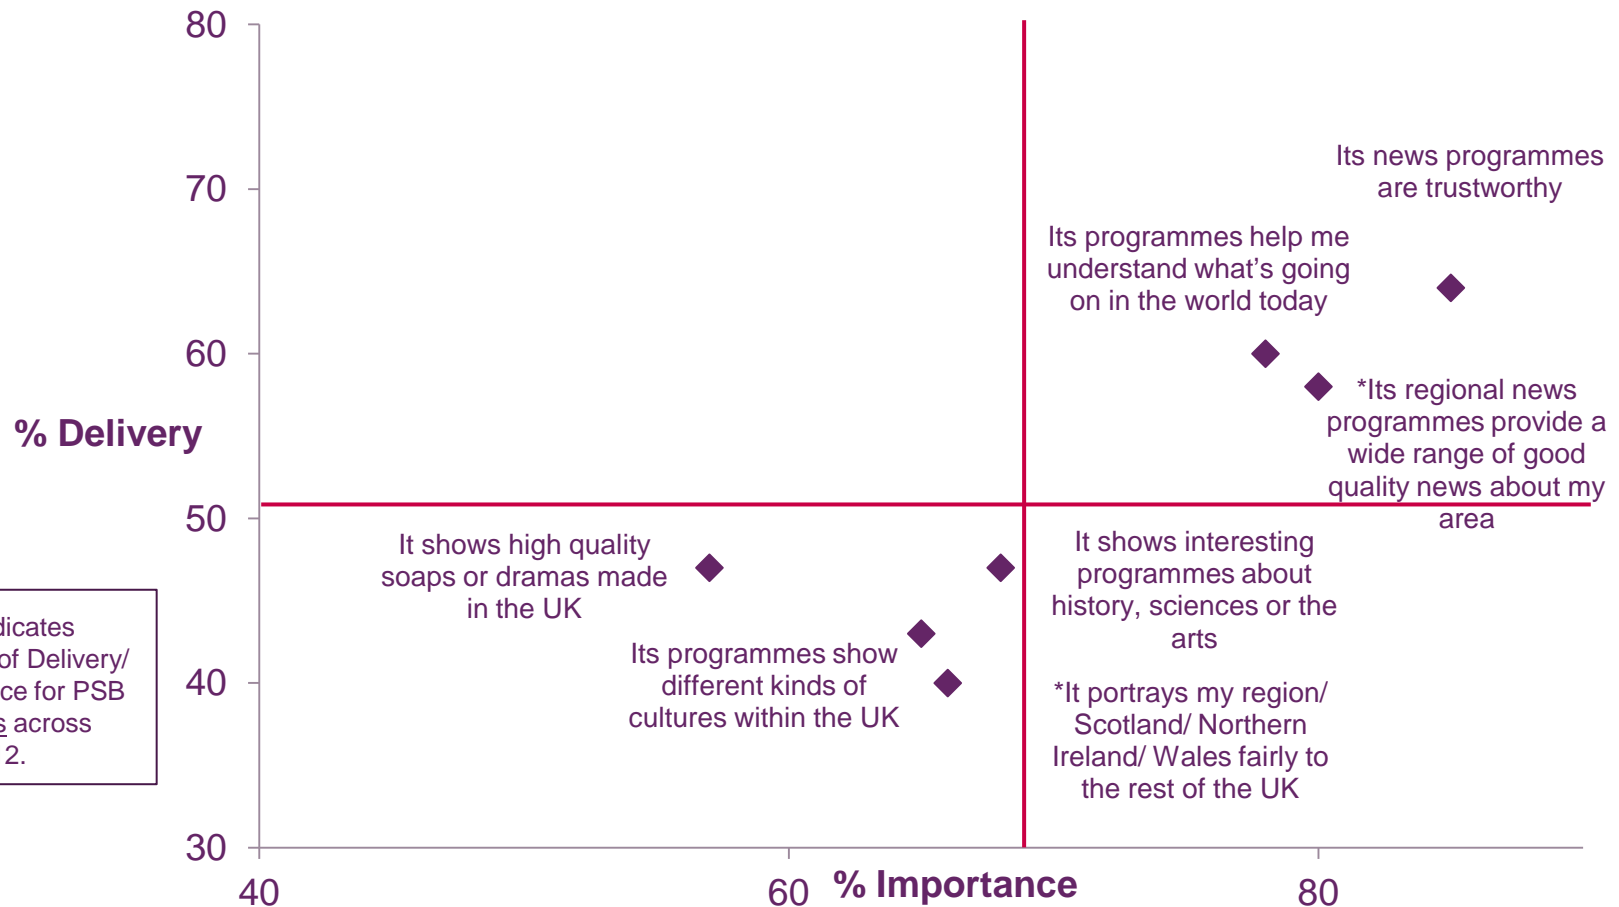 80
70
60
50
40
30
% Delivery
Its news programmes
are trustworthy
Its programmes help me
understand what’s going
on in the world today
*Its regional news
programmes provide a
wide range of good
quality news about my
area
It shows high quality
soaps or dramas made
in the UK
It shows interesting
programmes about
history, sciences or the
arts
Its programmes show
different kinds of
cultures within the UK
*It portrays my region/
Scotland/ Northern
Ireland/ Wales fairly to
the rest of the UK
of Delivery/
for PSB
across
2.
40
60
80
% Importance